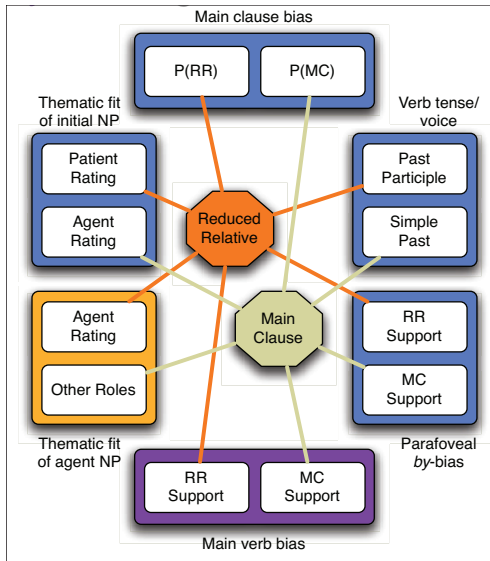 Main clause bias
P(RR)
P(MC)
Thematic fit
of initial NP
Verb tense/
voice
Patient
Rating
Agent
Rating
Past
Participle
Simple
Past
Reduced
Relative
Main
Clause
Agent
Rating
Other Roles
RR
Support
MC
Support
Thematic fit
of agent NP
Parafoveal
by-bias
RR
Support
MC
Support
Main verb bias